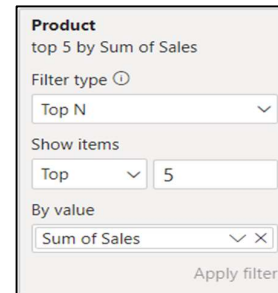 Product
top 5 by Sum of Sales
Filter type ⓘ
Top N
Show items
Top 5
By value
Sum of Sales
Apply filter